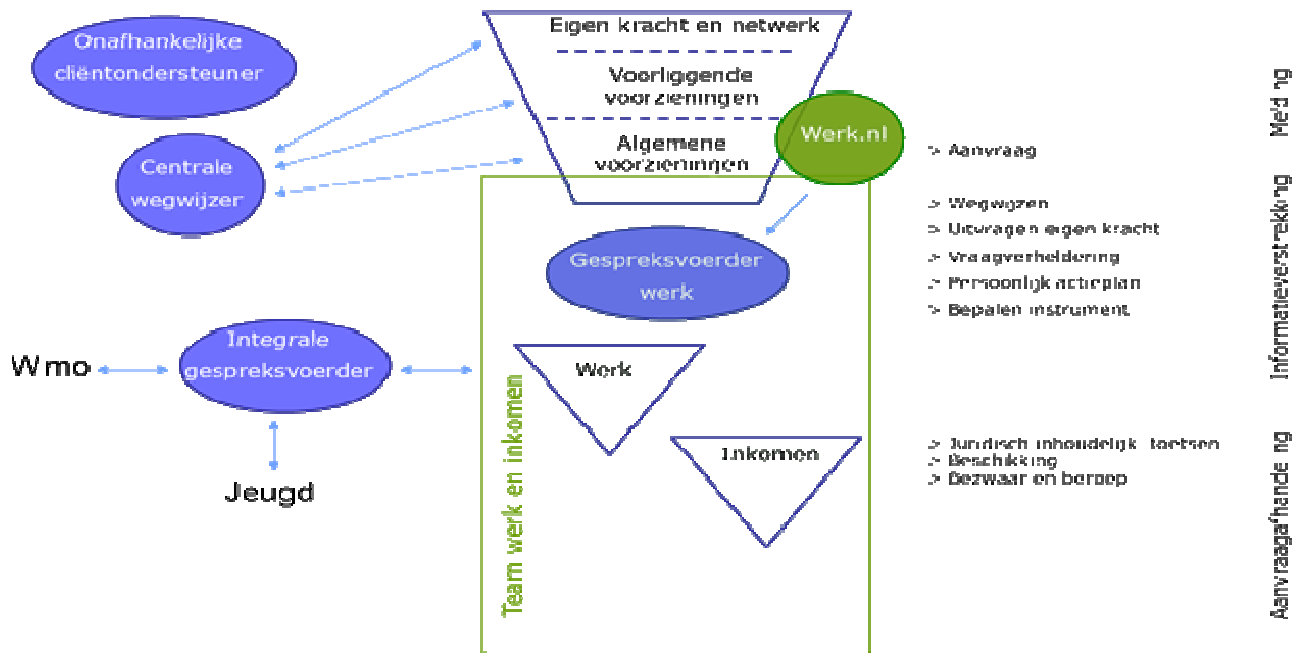 Onafhankelijke
cliëntondersteuner
Centrale
wegwijzer
Eigen kracht en netwerk
Voorliggende
voorzieningen
Algemene
voorzieningen
Werk.nl
> Aanvraag
> Wegwijzen
> Uitvragen eigen kracht
> Vraagverheldering
> Persoonlijk actieplan
> Bepalen instrument
Gespreksvoerder
werk
Wmo
Integrale
gespreksvoerder
Jeugd
Werk
Inkomen
Team werk en inkomen
> Juridisch inhoudelijk toetsen
> Beschikking
> Bezwaar en beroep
Melding
Informatieverstrekking
Aanvraagafhandeling